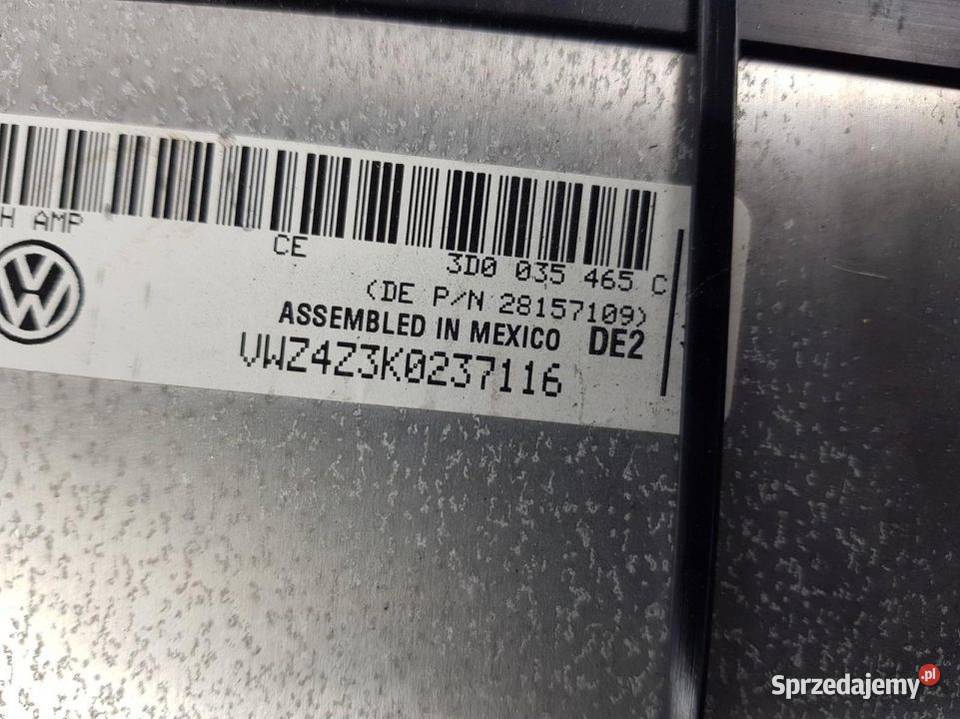 H AMP
CE
3D0 035 465 C
(DE P/N 28157109)
ASSEMBLED IN MEXICO DE2
VWZ4Z3K0237116
Sprzedajemy.pl